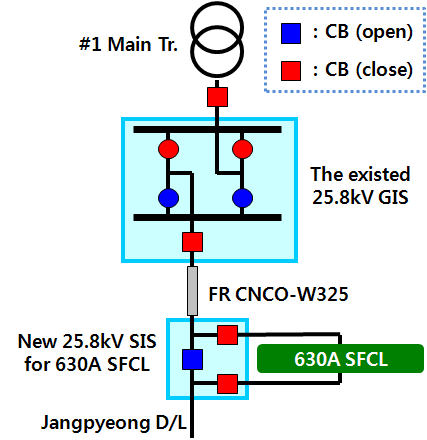 #1 Main Tr.
: CB (open)
: CB (close)
The existed
25.8kV GIS
FR CNCO-W325
New 25.8kV SIS
for 630A SFCL
630A SFCL
Jangpyeong D/L